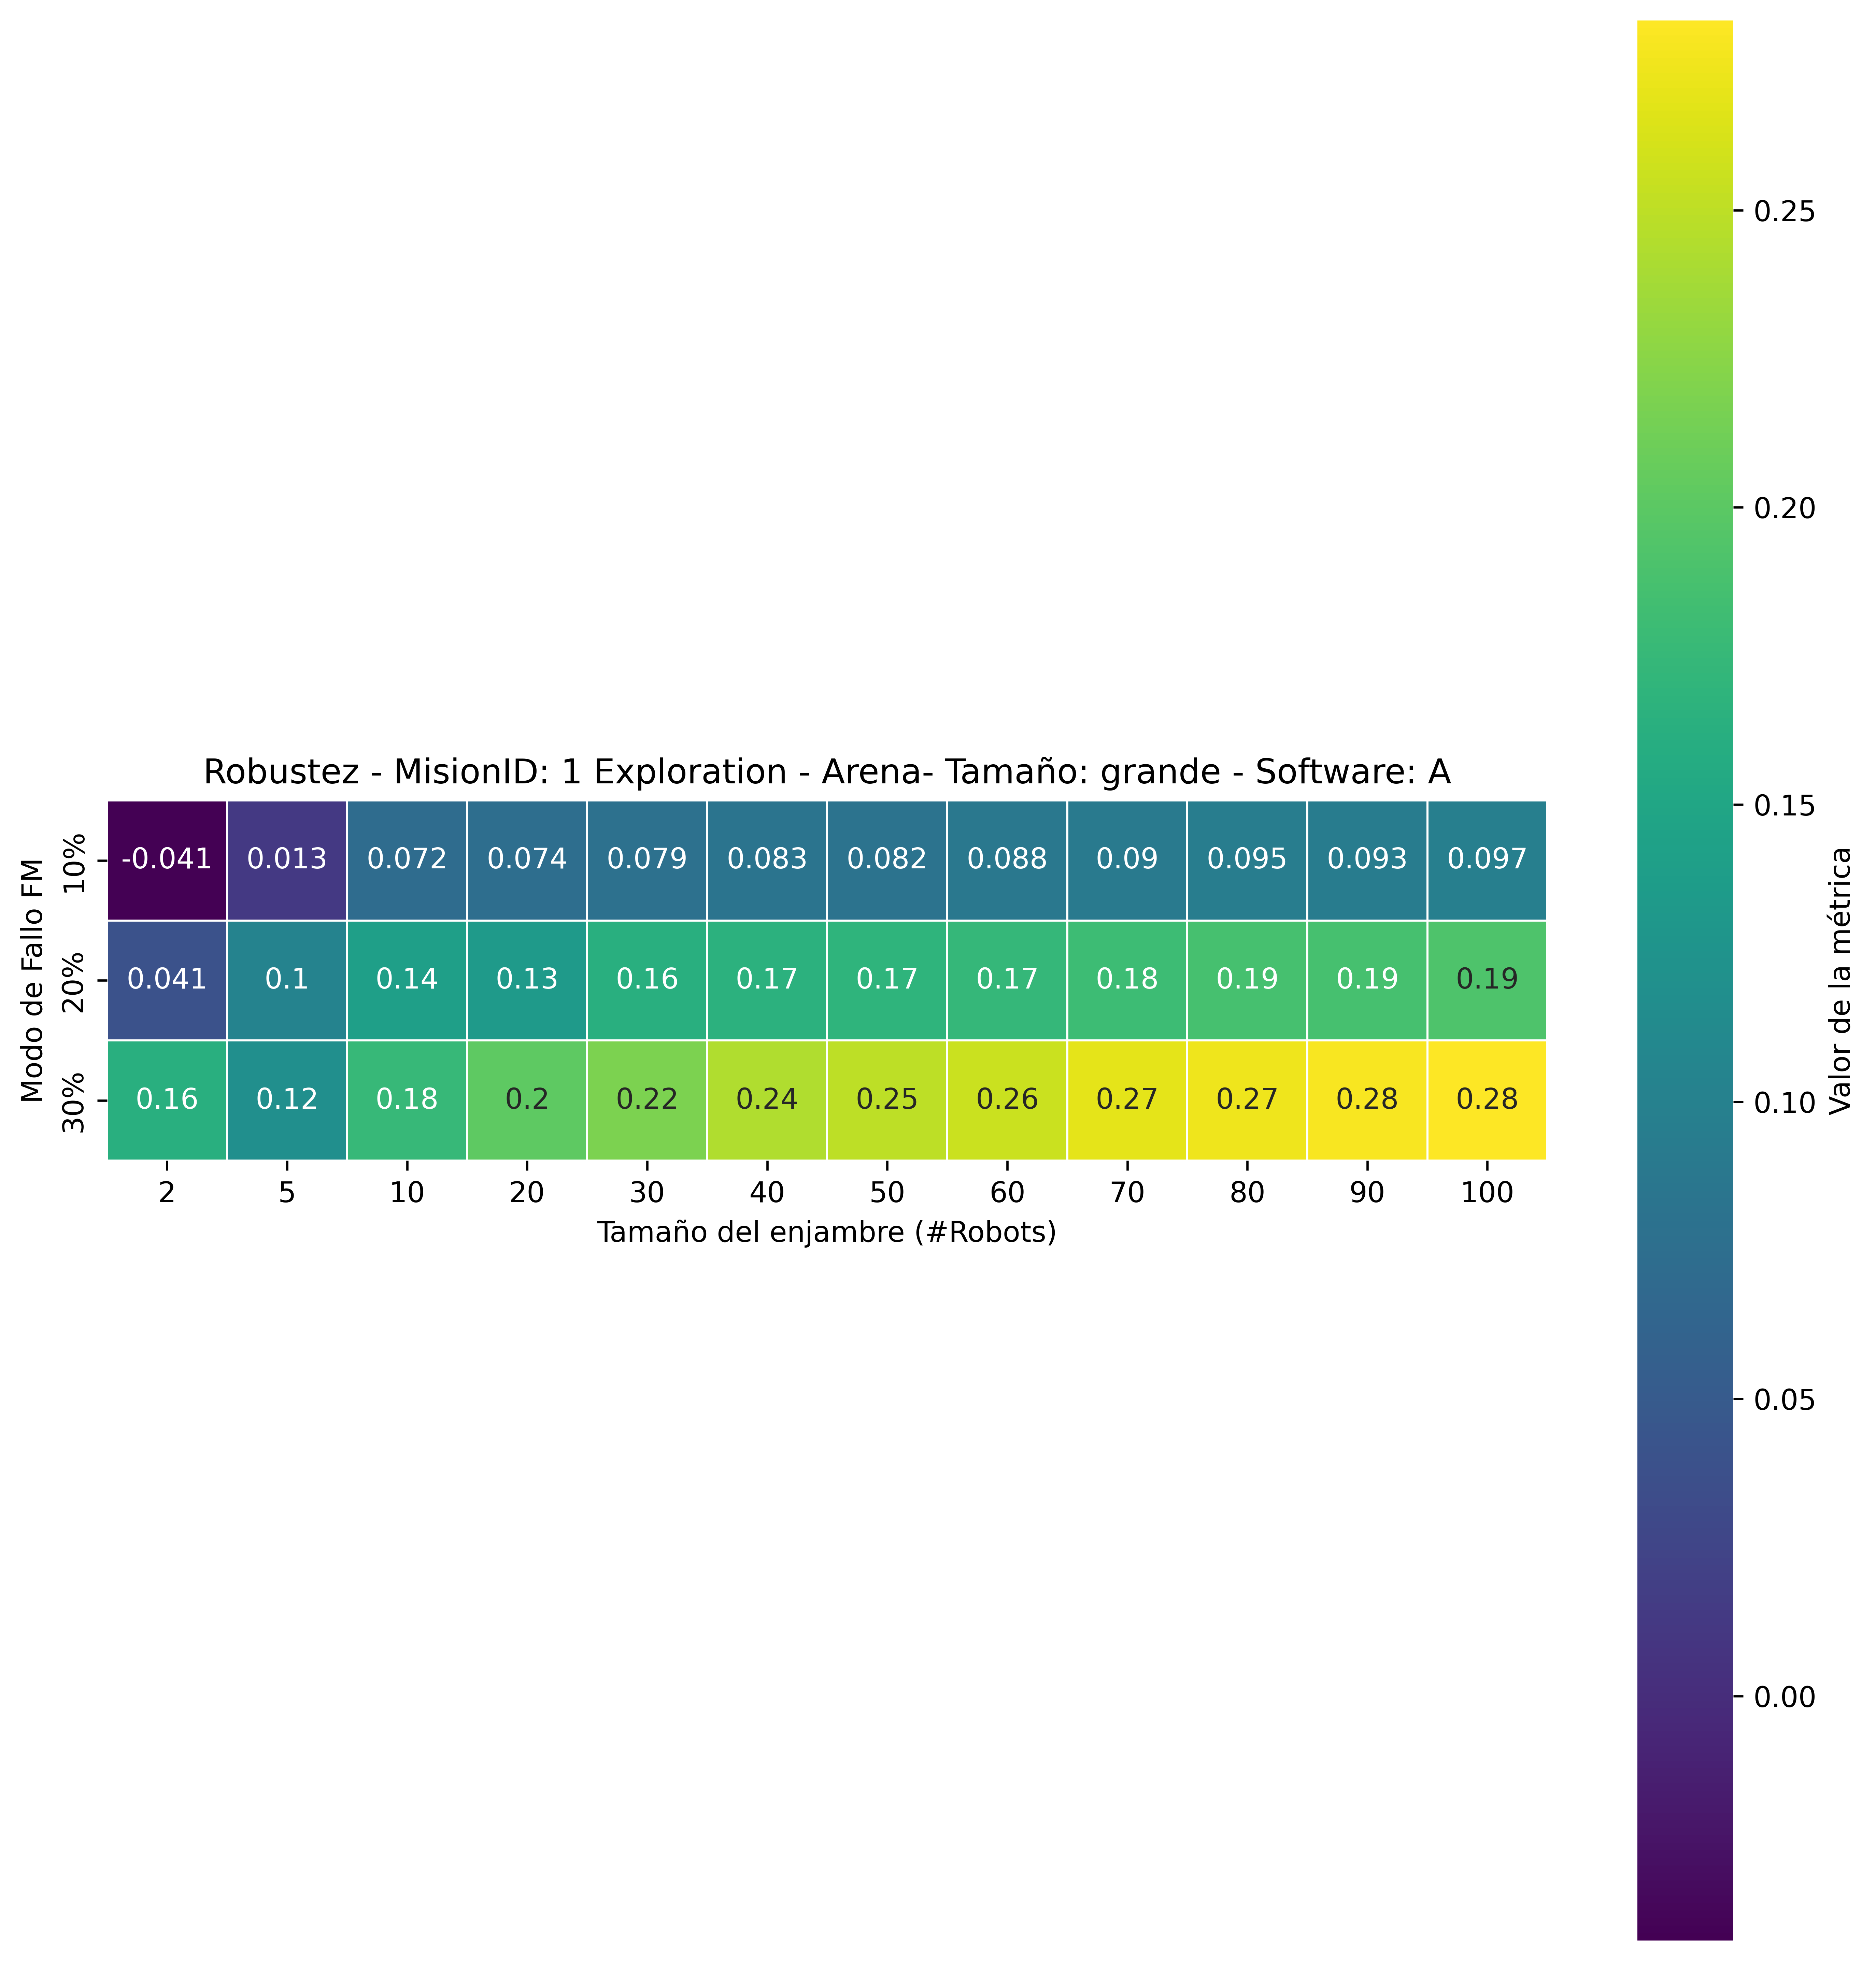 Robustez - MisionID: 1 Exploration - Arena- Tamaño: grande - Software: A
Modo de Fallo FM
10%
-0.041 0.013 0.072 0.074 0.079 0.083 0.082 0.088 0.09 0.095 0.093 0.097
20%
0.041 0.1 0.14 0.13 0.16 0.17 0.17 0.17 0.18 0.19 0.19 0.19
30%
0.16 0.12 0.18 0.2 0.22 0.24 0.25 0.26 0.27 0.27 0.28 0.28
2 5 10 20 30 40 50 60 70 80 90 100
Tamaño del enjambre (#Robots)
0.25
0.20
0.15
0.10
0.05
0.00
Valor de la métrica